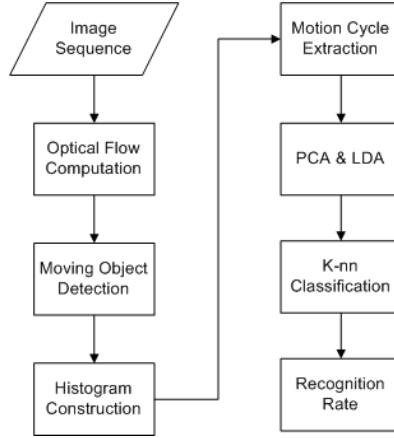 Image
Sequence
Optical Flow
Computation
Moving Object
Detection
Histogram
Construction
Motion Cycle
Extraction
PCA & LDA
K-nn
Classification
Recognition
Rate